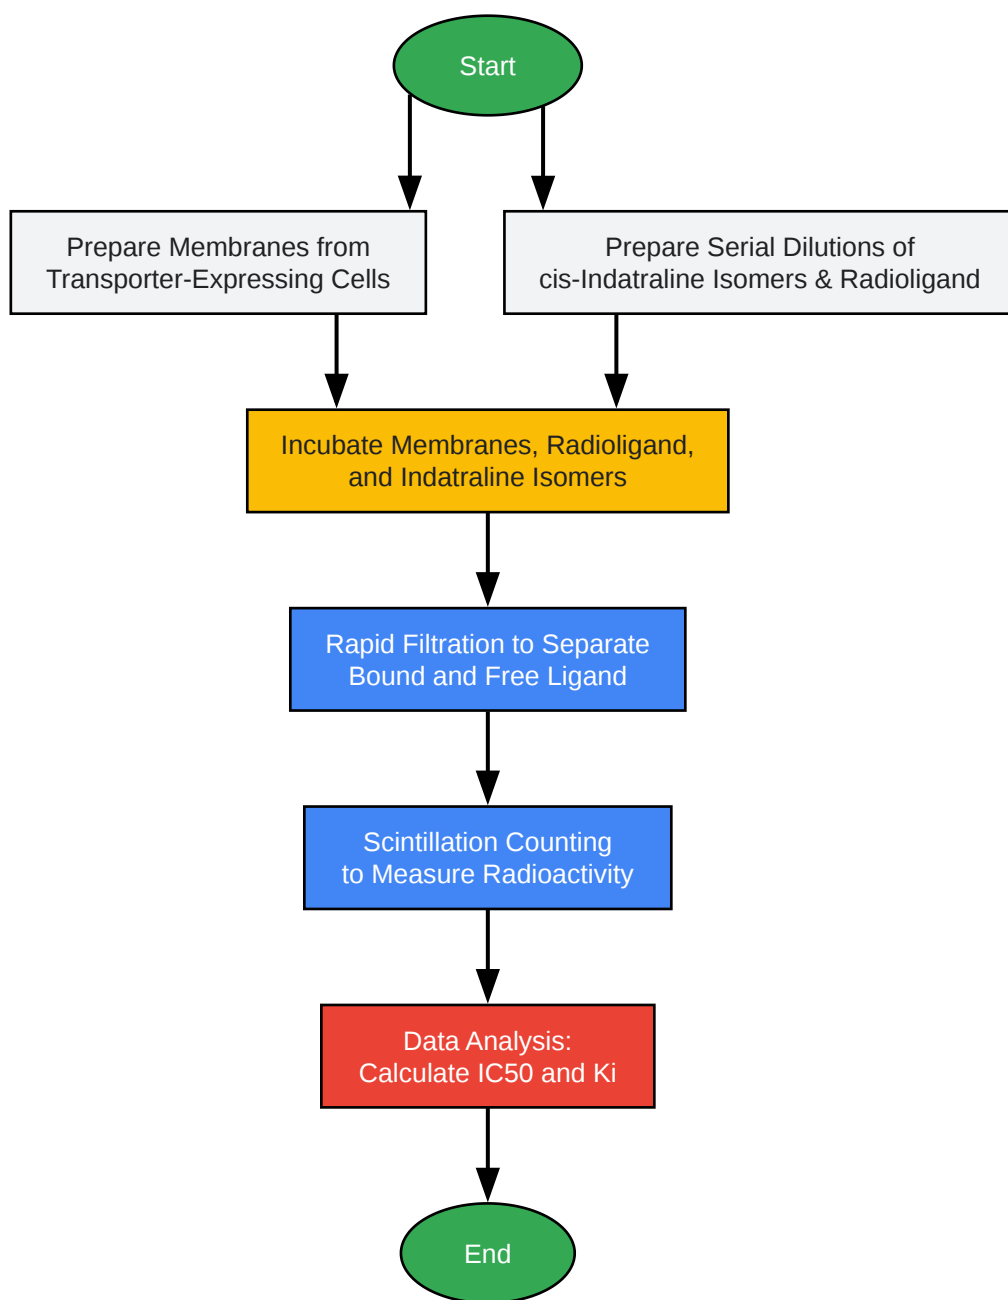 Start
Prepare Membranes from
Transporter-Expressing Cells
Prepare Serial Dilutions of
cis-Indatraline Isomers & Radioligand
Incubate Membranes, Radioligand,
and Indatraline Isomers
Rapid Filtration to Separate
Bound and Free Ligand
Scintillation Counting
to Measure Radioactivity
Data Analysis:
Calculate IC50 and Ki
End